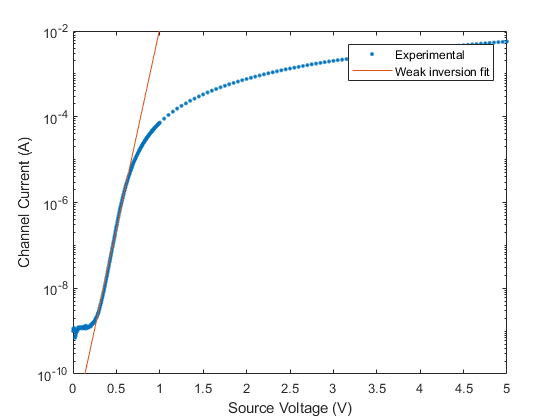 10^-2
10^-4
10^-6
10^-8
10^-10
Channel Current (A)
Experimental
Weak inversion fit
0 0.5 1 1.5 2 2.5 3 3.5 4 4.5 5
Source Voltage (V)